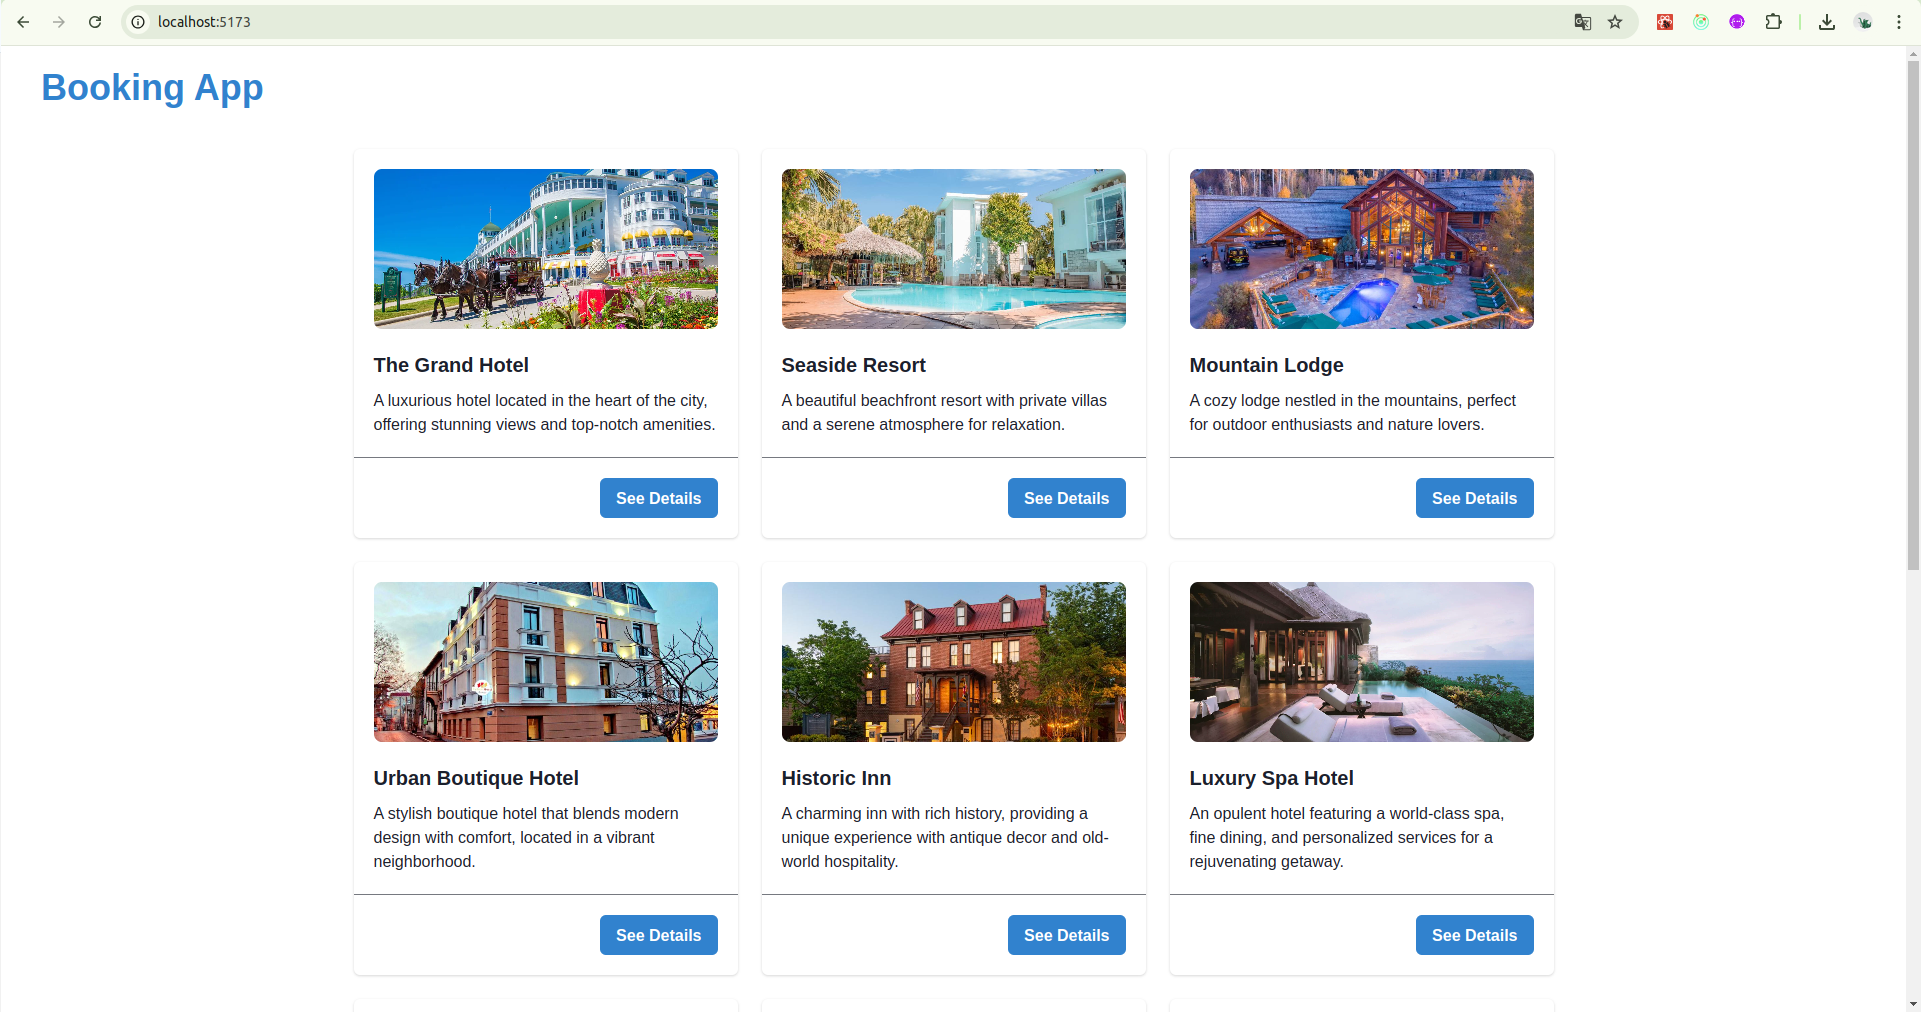 localhost:5173
Booking App
The Grand Hotel
A luxurious hotel located in the heart of the city,
offering stunning views and top-notch amenities.
See Details
Seaside Resort
A beautiful beachfront resort with private villas
and a serene atmosphere for relaxation.
See Details
Mountain Lodge
A cozy lodge nestled in the mountains, perfect
for outdoor enthusiasts and nature lovers.
See Details
Urban Boutique Hotel
A stylish boutique hotel that blends modern
design with comfort, located in a vibrant
neighborhood.
See Details
Historic Inn
A charming inn with rich history, providing a
unique experience with antique decor and old-
world hospitality.
See Details
Luxury Spa Hotel
An opulent hotel featuring a world-class spa,
fine dining, and personalized services for a
rejuvenating getaway.
See Details